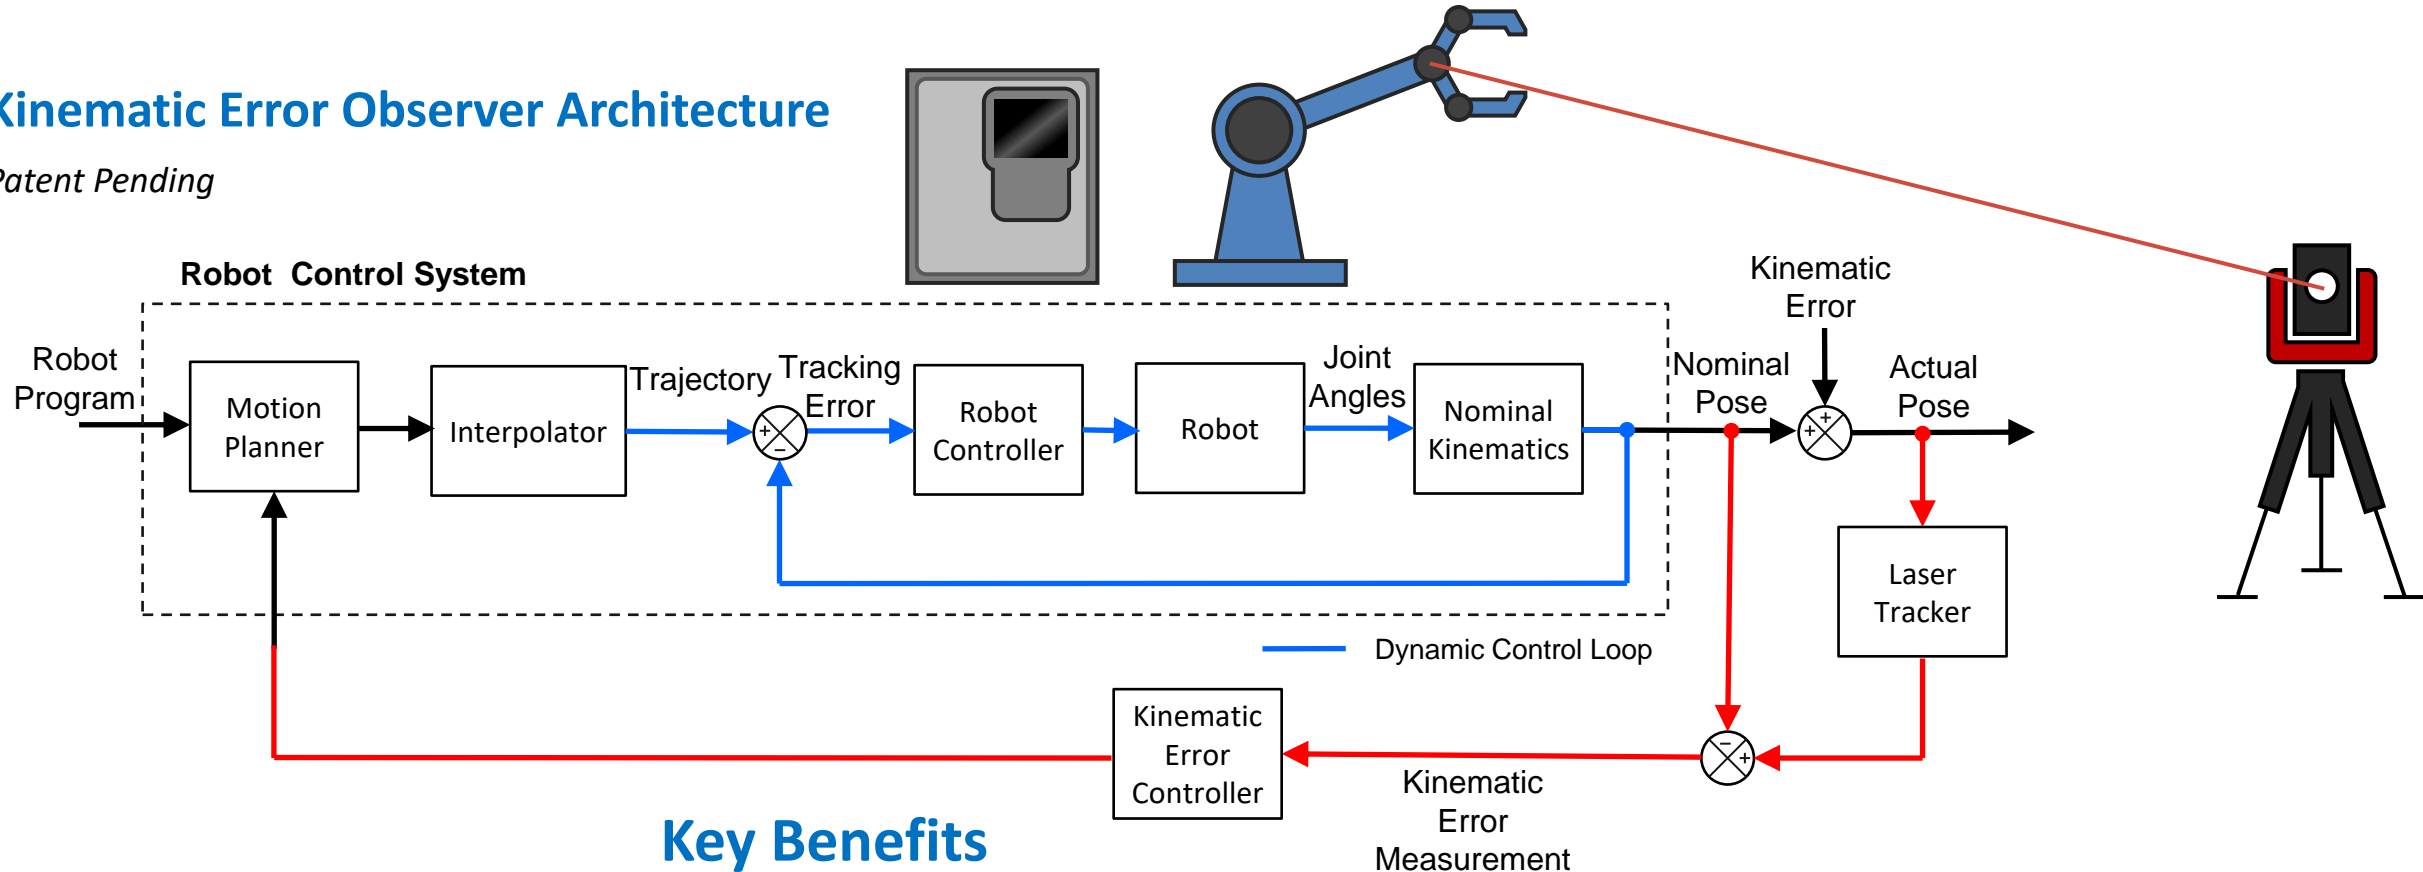 Kinematic Error Observer Architecture
Patent Pending
Robot Control System
Kinematic
Error
Robot
Program
Motion
Planner
Interpolator
Trajectory
Tracking
Error
+
−
Robot
Controller
Robot
Joint
Angles
Nominal
Kinematics
Nominal
Pose
+
+
Actual
Pose
Laser
Tracker
Dynamic Control Loop
Kinematic
Error
Controller
−
+
Kinematic
Error
Measurement
Key Benefits